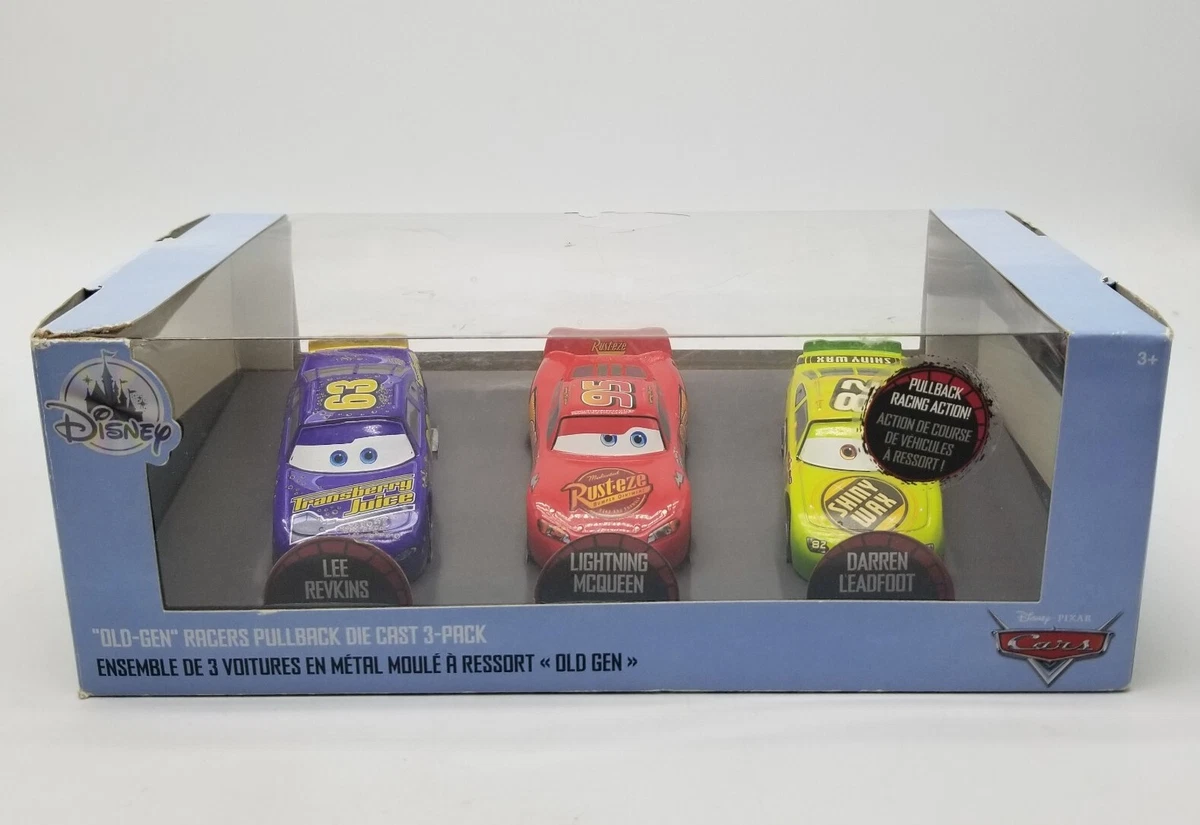 DISNEY
3+
PULLBACK
RACING ACTION!
ACTION DE COURSE
DE VÉHICULES
À RESSORT !
63
Transberry
Juice
LEE
REVKINS
Rust-eze
95
Rust-eze
LIGHTNING
MCQUEEN
SHINY WAX
82
SHINY
WAX
82
DARREN
LEADFOOT
"OLD-GEN" RACERS PULLBACK DIE CAST 3-PACK
ENSEMBLE DE 3 VOITURES EN MÉTAL MOULÉ À RESSORT « OLD GEN »
Disney PIXAR
Cars